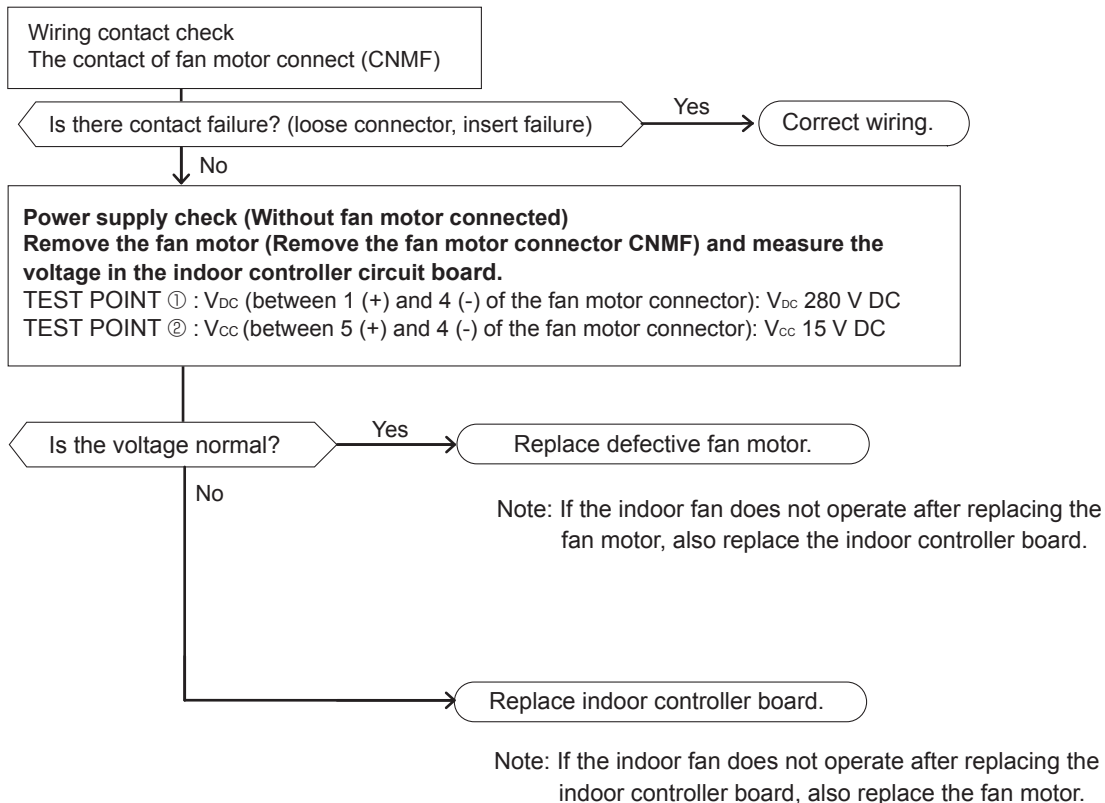 Wiring contact check
The contact of fan motor connect (CNMF)
Is there contact failure? (loose connector, insert failure)
Yes
Correct wiring.
No
Power supply check (Without fan motor connected)
Remove the fan motor (Remove the fan motor connector CNMF) and measure the
voltage in the indoor controller circuit board.
TEST POINT ① : VDC (between 1 (+) and 4 (-) of the fan motor connector): VDC 280 V DC
TEST POINT ② : VCC (between 5 (+) and 4 (-) of the fan motor connector): VCC 15 V DC
Is the voltage normal?
Yes
Replace defective fan motor.
No
Note: If the indoor fan does not operate after replacing the
fan motor, also replace the indoor controller board.
Replace indoor controller board.
Note: If the indoor fan does not operate after replacing the
indoor controller board, also replace the fan motor.